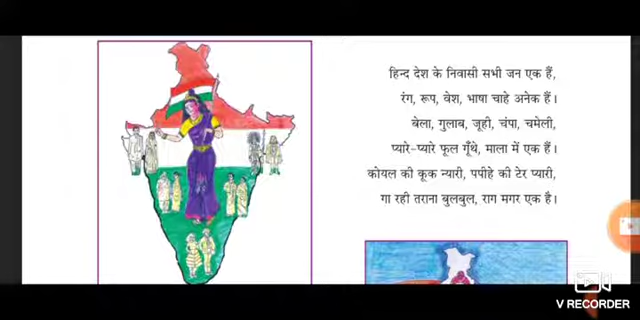 हिन्द देश के निवासी सभी जन एक हैं,
रंग, रूप, वेश, भाषा चाहे अनेक हैं।
बेला, गुलाब, जूही, चंपा, चमेली,
प्यारे-प्यारे फूल गूँथे, माला में एक हैं।
कोयल की कूक न्यारी, पपीहे की टेर प्यारी,
गा रही तराना बुलबुल, राग मगर एक है।
V RECORDER